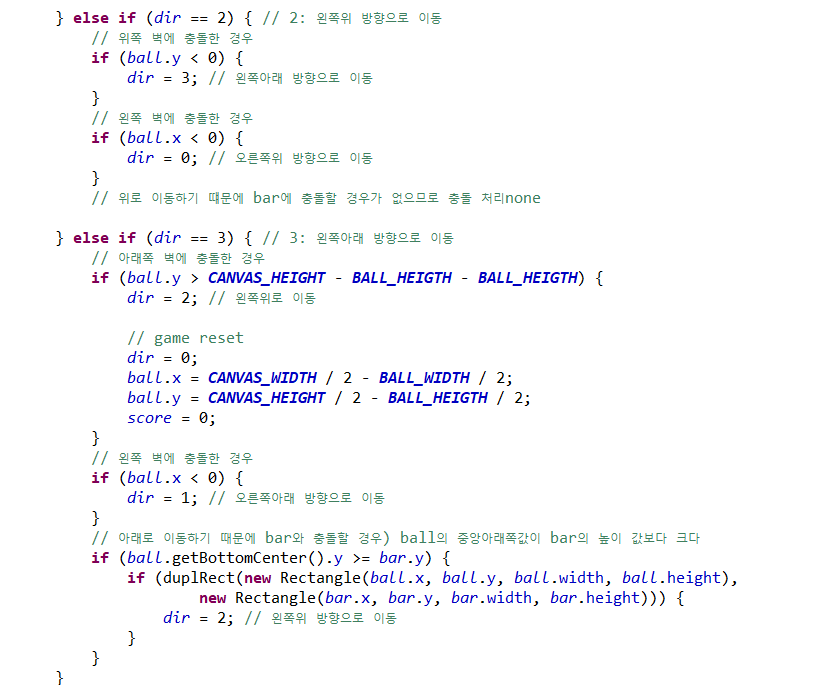 } else if (dir == 2) { // 2: 왼쪽위 방향으로 이동
// 위쪽 벽에 충돌한 경우
if (ball.y < 0) {
dir = 3; // 왼쪽아래 방향으로 이동
}
// 왼쪽 벽에 충돌한 경우
if (ball.x < 0) {
dir = 0; // 오른쪽위 방향으로 이동
}
// 위로 이동하기 때문에 bar에 충돌할 경우가 없으므로 충돌 처리none
} else if (dir == 3) { // 3: 왼쪽아래 방향으로 이동
// 아래쪽 벽에 충돌한 경우
if (ball.y > CANVAS_HEIGHT - BALL_HEIGTH - BALL_HEIGTH) {
dir = 2; // 왼쪽위로 이동
// game reset
dir = 0;
ball.x = CANVAS_WIDTH / 2 - BALL_WIDTH / 2;
ball.y = CANVAS_HEIGHT / 2 - BALL_HEIGTH / 2;
score = 0;
}
// 왼쪽 벽에 충돌한 경우
if (ball.x < 0) {
dir = 1; // 오른쪽아래 방향으로 이동
}
// 아래로 이동하기 때문에 bar와 충돌할 경우) ball의 중앙아래쪽값이 bar의 높이 값보다 크다
if (ball.getBottomCenter().y >= bar.y) {
if (duplRect(new Rectangle(ball.x, ball.y, ball.width, ball.height),
new Rectangle(bar.x, bar.y, bar.width, bar.height))) {
dir = 2; // 왼쪽위 방향으로 이동
}
}
}